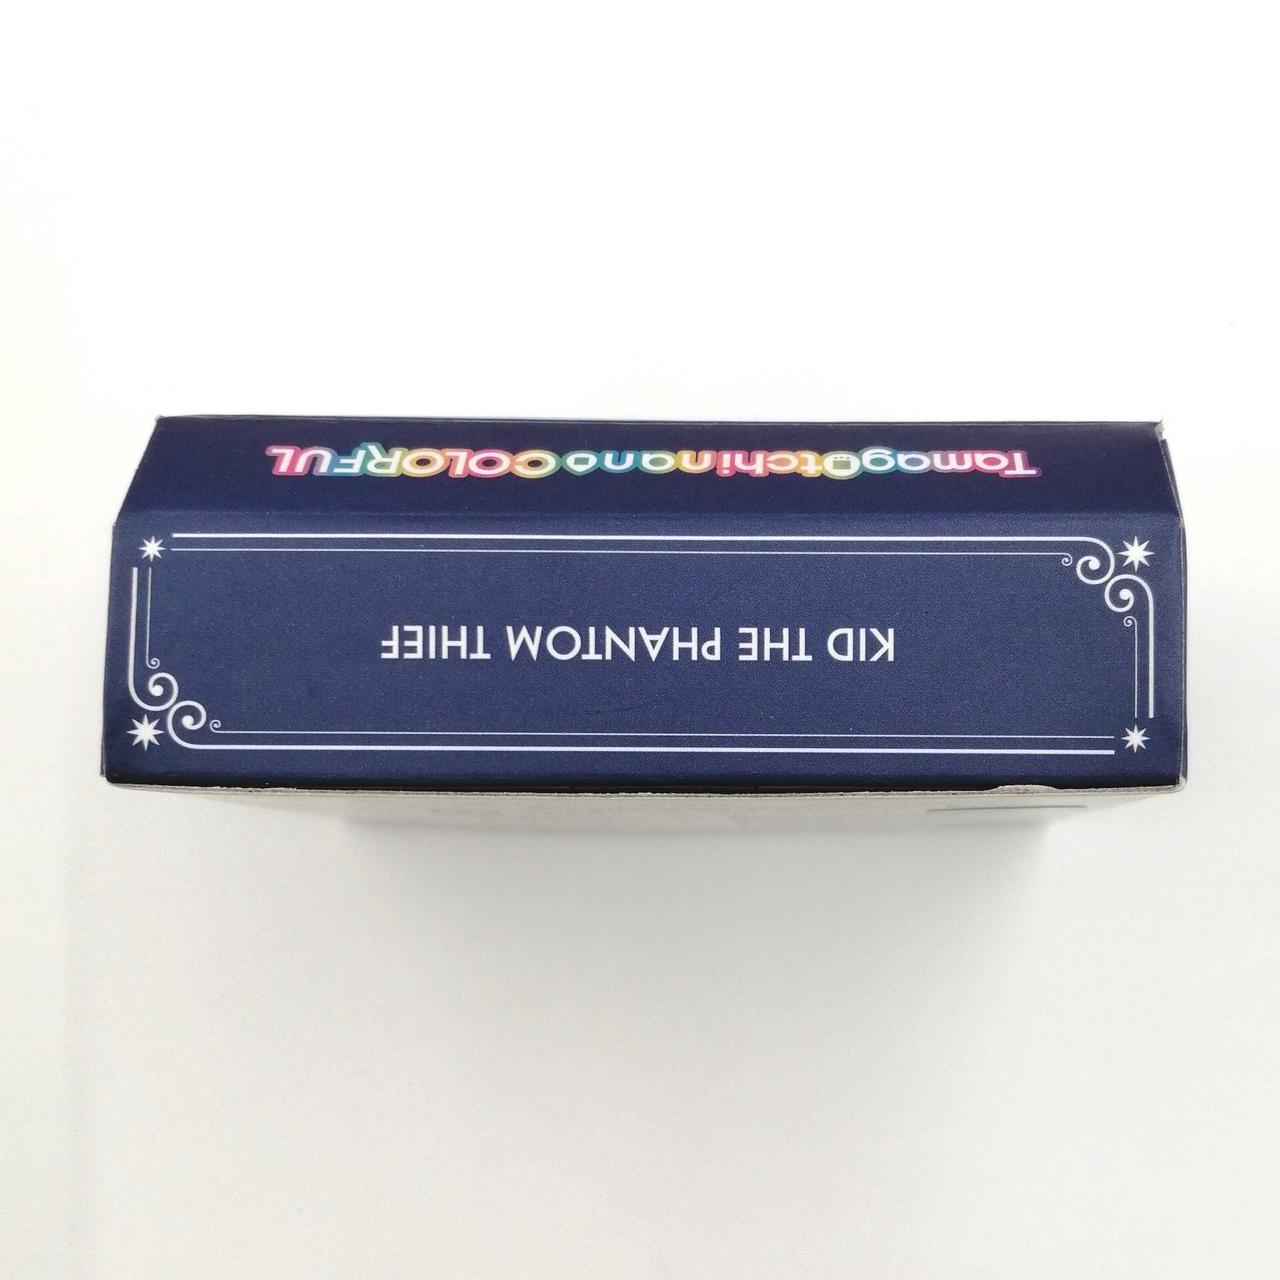 KID THE PHANTOM THIEF
Tamagotchi nano COLORFUL